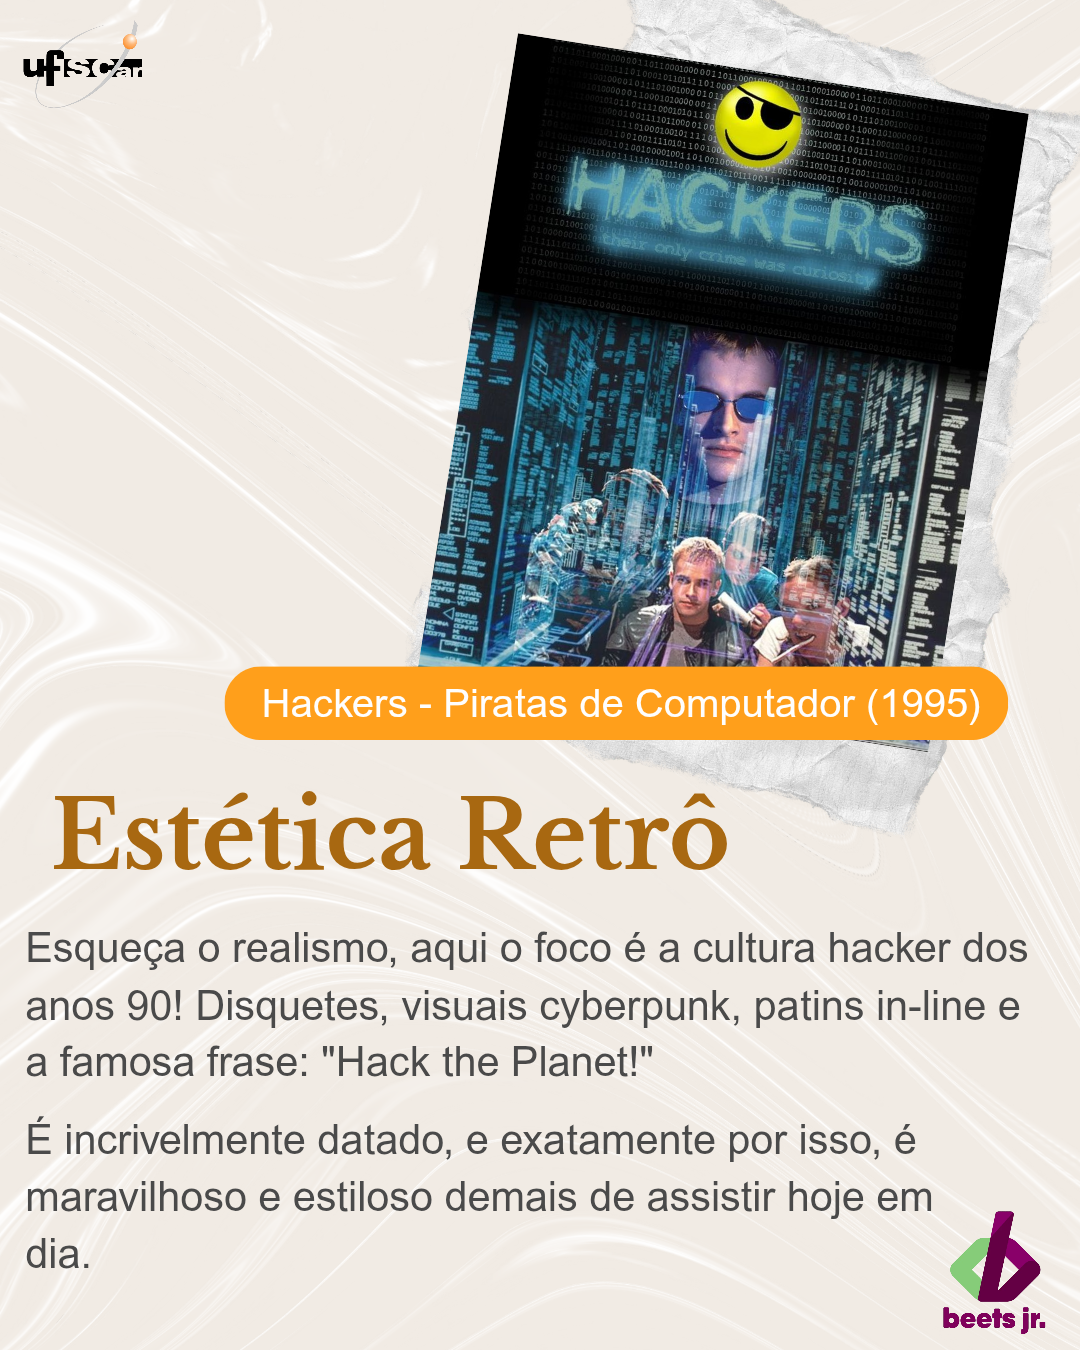 ufscar
HACKERS
their only crime was curiosity
Hackers - Piratas de Computador (1995)
Estética Retrô
Esqueça o realismo, aqui o foco é a cultura hacker dos
anos 90! Disquetes, visuais cyberpunk, patins in-line e
a famosa frase: "Hack the Planet!"
É incrivelmente datado, e exatamente por isso, é
maravilhoso e estiloso demais de assistir hoje em
dia.
beets jr.